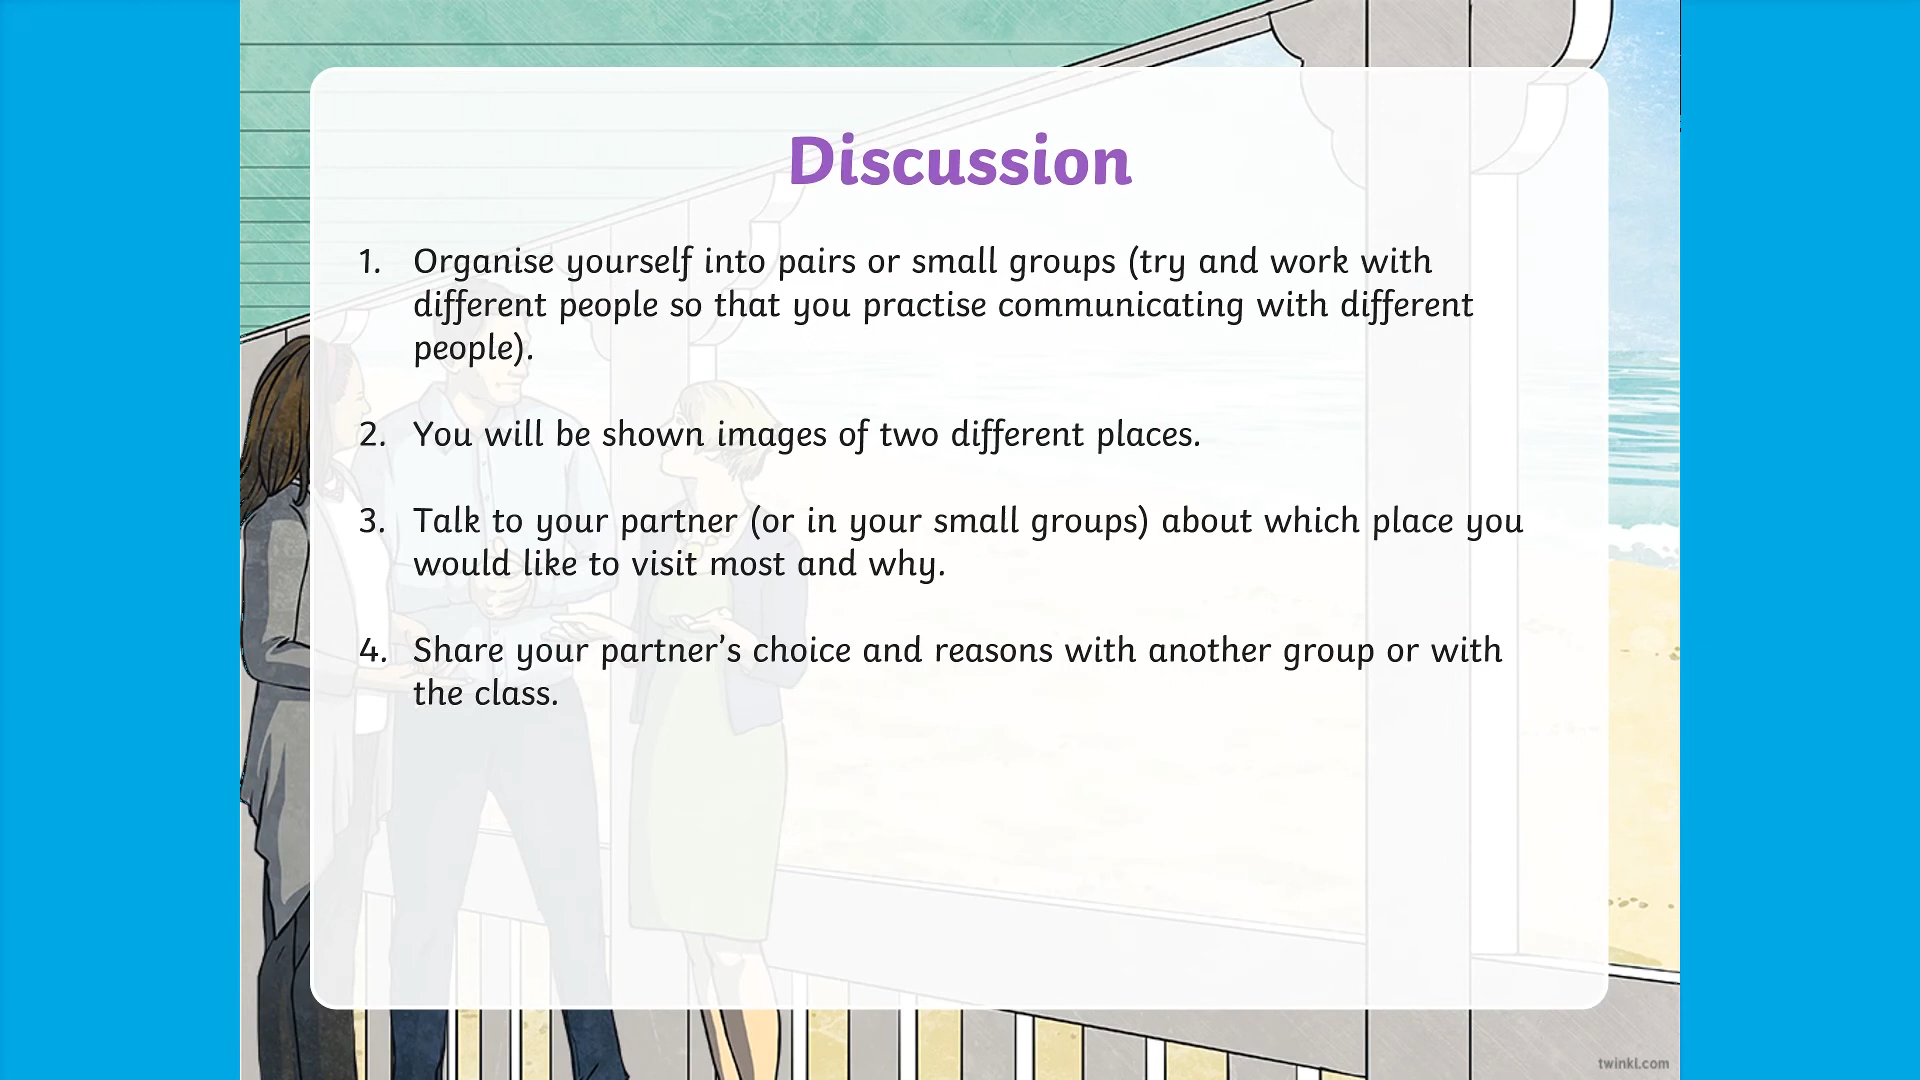 Discussion
1. Organise yourself into pairs or small groups (try and work with
different people so that you practise communicating with different
people).
2. You will be shown images of two different places.
3. Talk to your partner (or in your small groups) about which place you
would like to visit most and why.
4. Share your partner’s choice and reasons with another group or with
the class.
twinkl.com